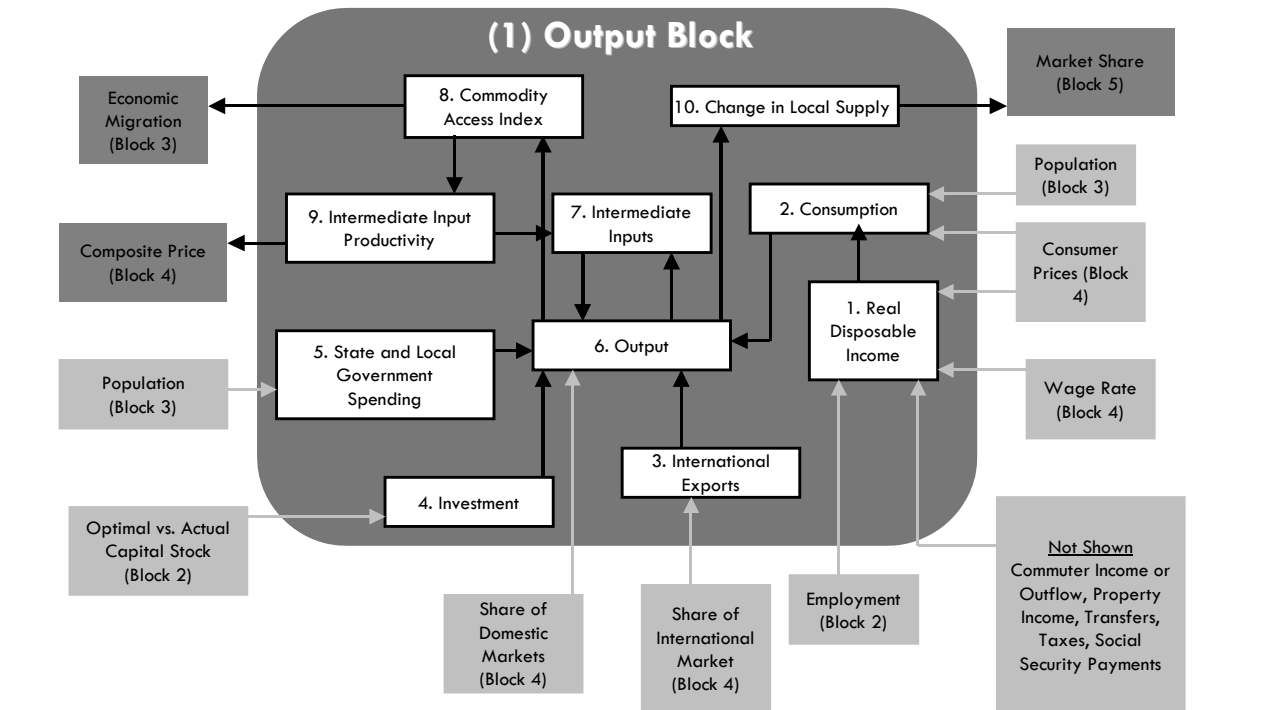 (1) Output Block
Economic
Migration
(Block 3)
8. Commodity
Access Index
10. Change in Local Supply
Market Share
(Block 5)
Population
(Block 3)
9. Intermediate Input
Productivity
7. Intermediate
Inputs
2. Consumption
Composite Price
(Block 4)
Consumer
Prices (Block
4)
1. Real
Disposable
Income
6. Output
5. State and Local
Government
Spending
Population
(Block 3)
Wage Rate
(Block 4)
3. International
Exports
4. Investment
Optimal vs. Actual
Capital Stock
(Block 2)
Share of
Domestic
Markets
(Block 4)
Share of
International
Market
(Block 4)
Employment
(Block 2)
Not Shown
Commuter Income or
Outflow, Property
Income, Transfers,
Taxes, Social
Security Payments